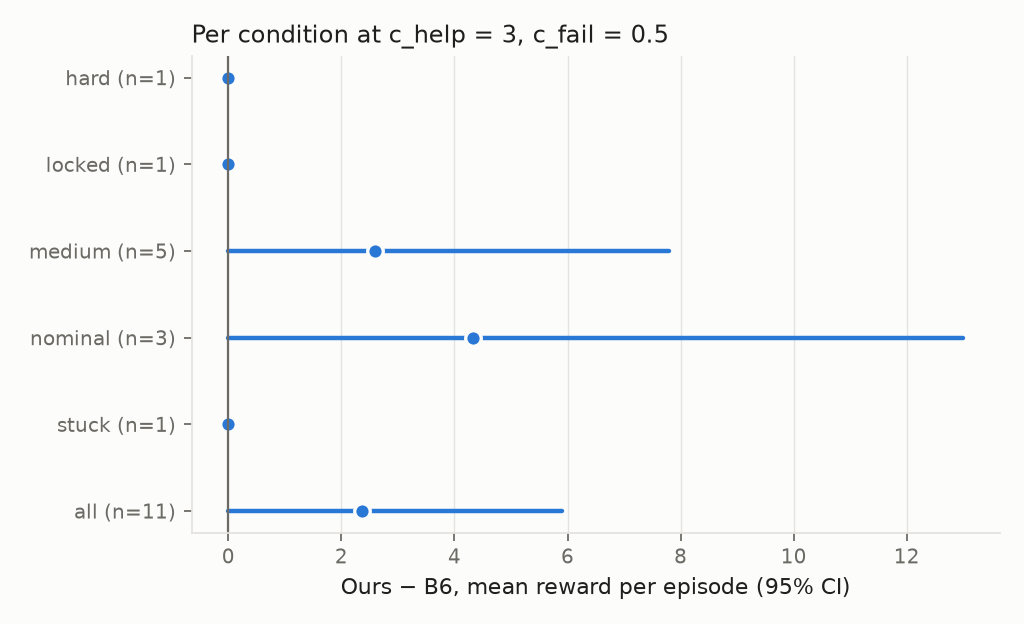 Per condition at c_help = 3, c_fail = 0.5
hard (n=1)
locked (n=1)
medium (n=5)
nominal (n=3)
stuck (n=1)
all (n=11)
0 2 4 6 8 10 12
Ours − B6, mean reward per episode (95% CI)